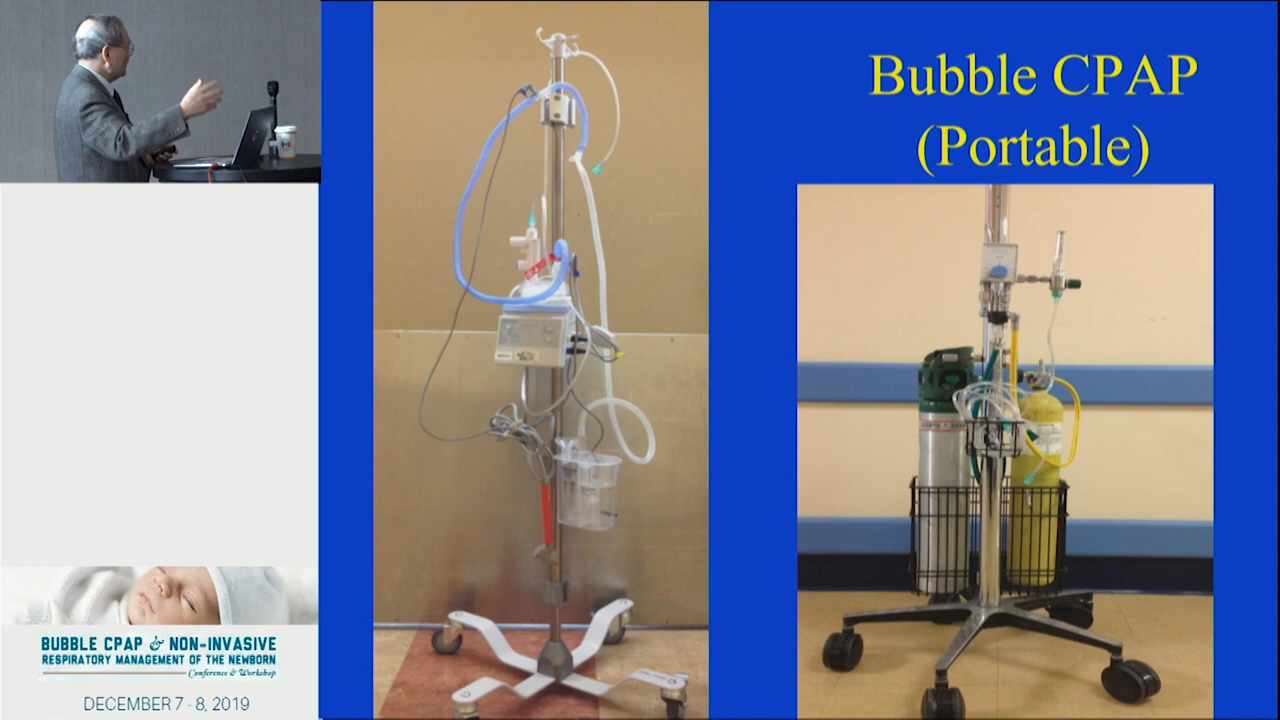 Bubble CPAP
(Portable)
BUBBLE CPAP & NON-INVASIVE
RESPIRATORY MANAGEMENT OF THE NEWBORN
Conference & Workshop
DECEMBER 7 - 8, 2019